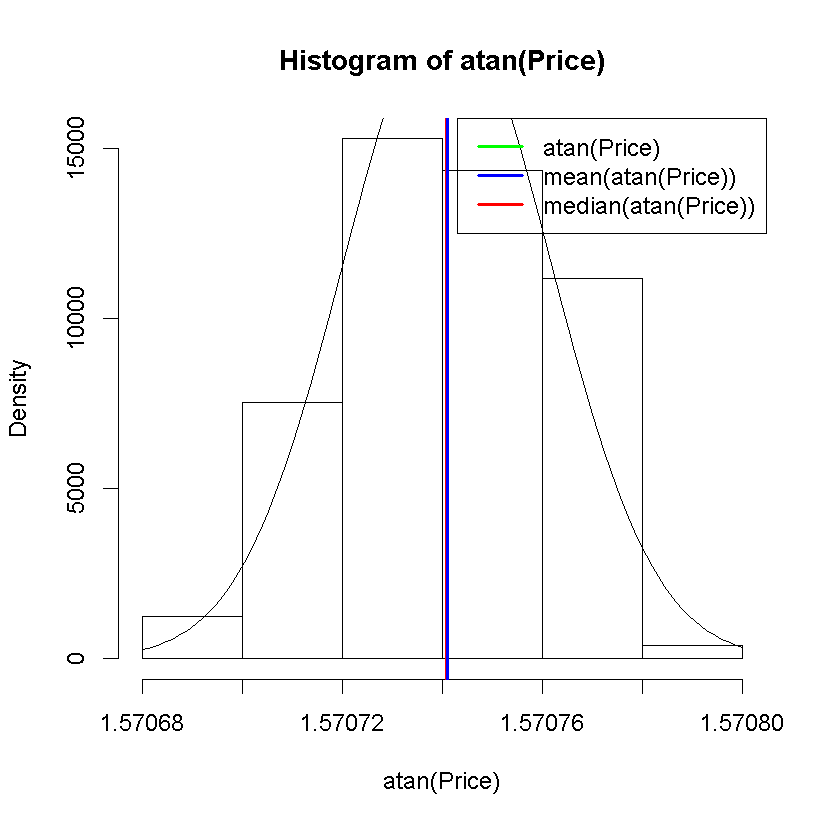 Histogram of atan(Price)
atan(Price)
mean(atan(Price))
median(atan(Price))
Density
15000
10000
5000
0
1.57068 1.57072 1.57076 1.57080
atan(Price)